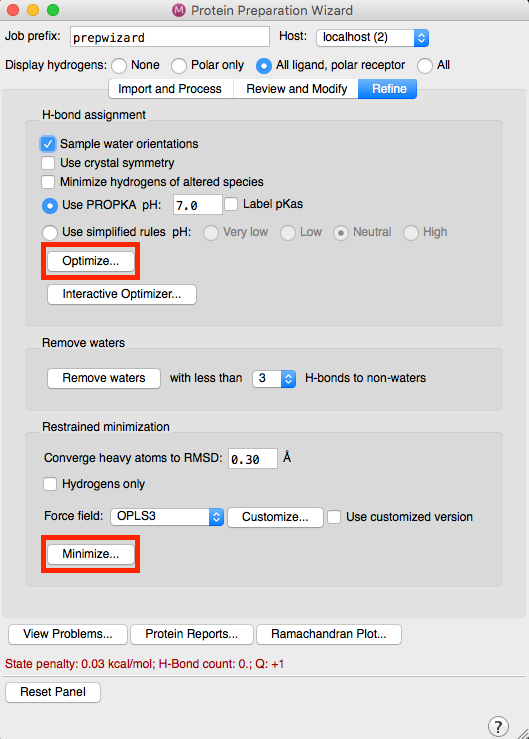 Protein Preparation Wizard
Job prefix: prepwizard Host: localhost (2)
Display hydrogens: None Polar only All ligand, polar receptor All
Import and Process Review and Modify Refine
H-bond assignment
Sample water orientations
Use crystal symmetry
Minimize hydrogens of altered species
Use PROPKA pH: 7.0 Label pKas
Use simplified rules pH: Very low Low Neutral High
Optimize...
Interactive Optimizer...
Remove waters
Remove waters with less than 3 H-bonds to non-waters
Restrained minimization
Converge heavy atoms to RMSD: 0.30 Å
Hydrogens only
Force field: OPLS3 Customize... Use customized version
Minimize...
View Problems... Protein Reports... Ramachandran Plot...
State penalty: 0.03 kcal/mol; H-Bond count: 0.; Q: +1
Reset Panel
?